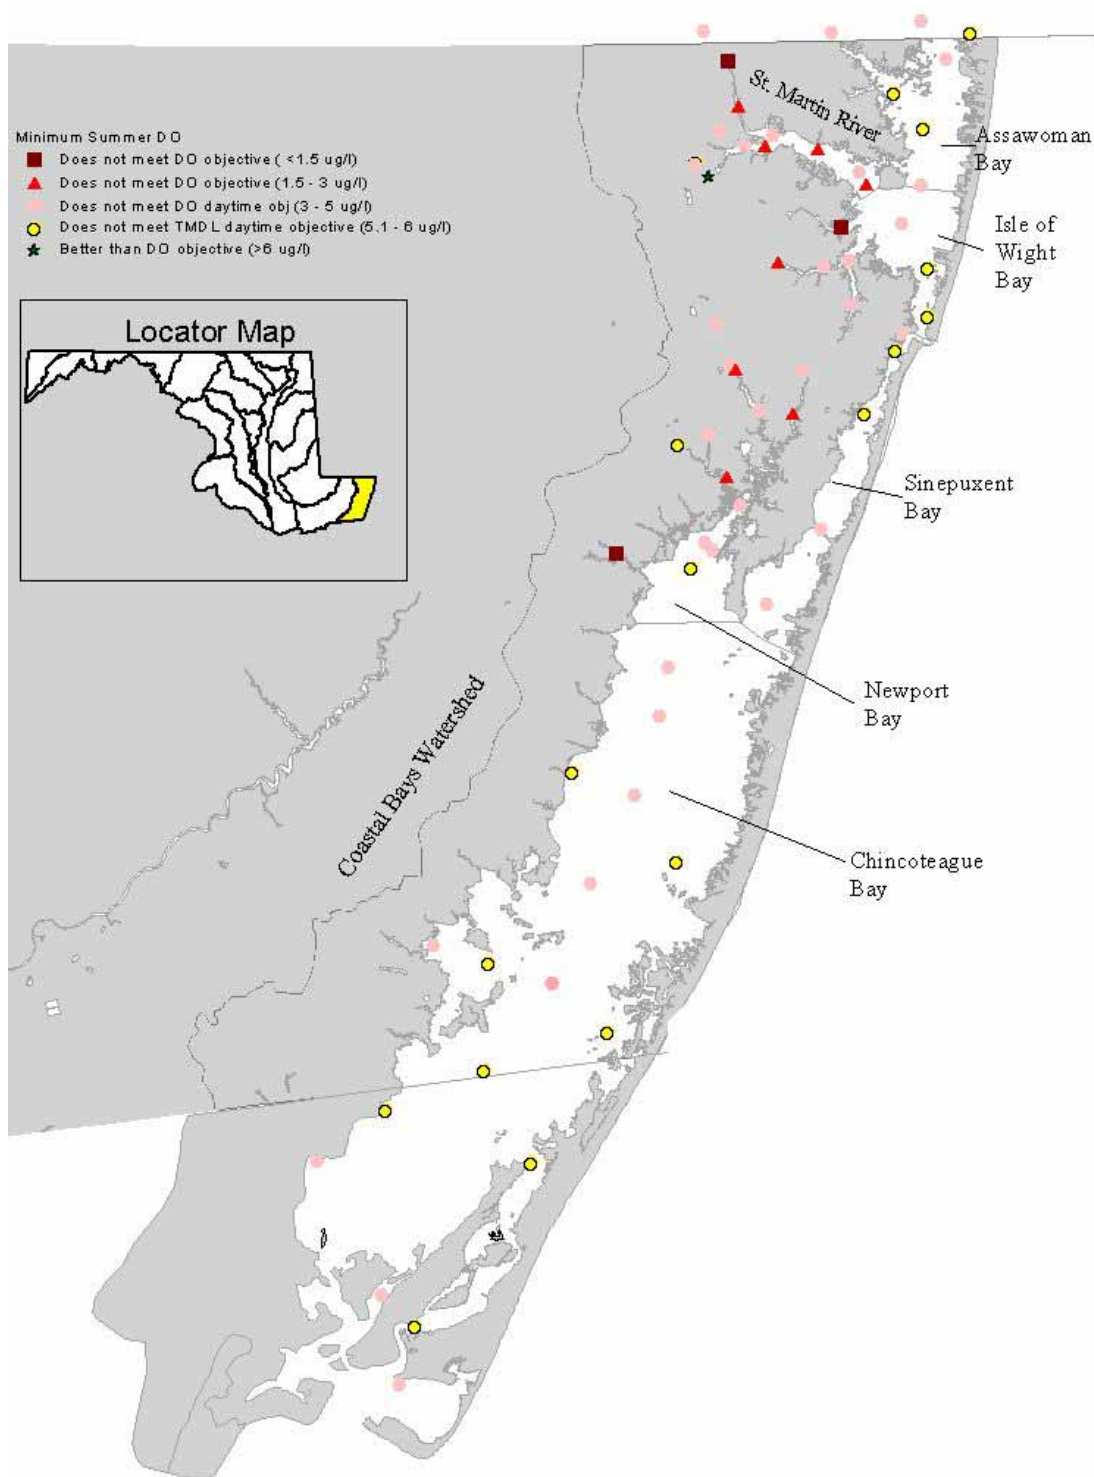 St. Martin River
Minimum Summer DO
Does not meet DO objective ( <1.5 ug/l)
Does not meet DO objective (1.5 - 3 ug/l)
Does not meet DO daytime obj (3 - 5 ug/l)
Does not meet TMDL daytime objective (5.1 - 6 ug/l)
Better than DO objective (>6 ug/l)
Assawoman
Bay
Isle of
Wight
Bay
Locator Map
Sinepuxent
Bay
Newport
Bay
Coastal Bays Watershed
Chincoteague
Bay